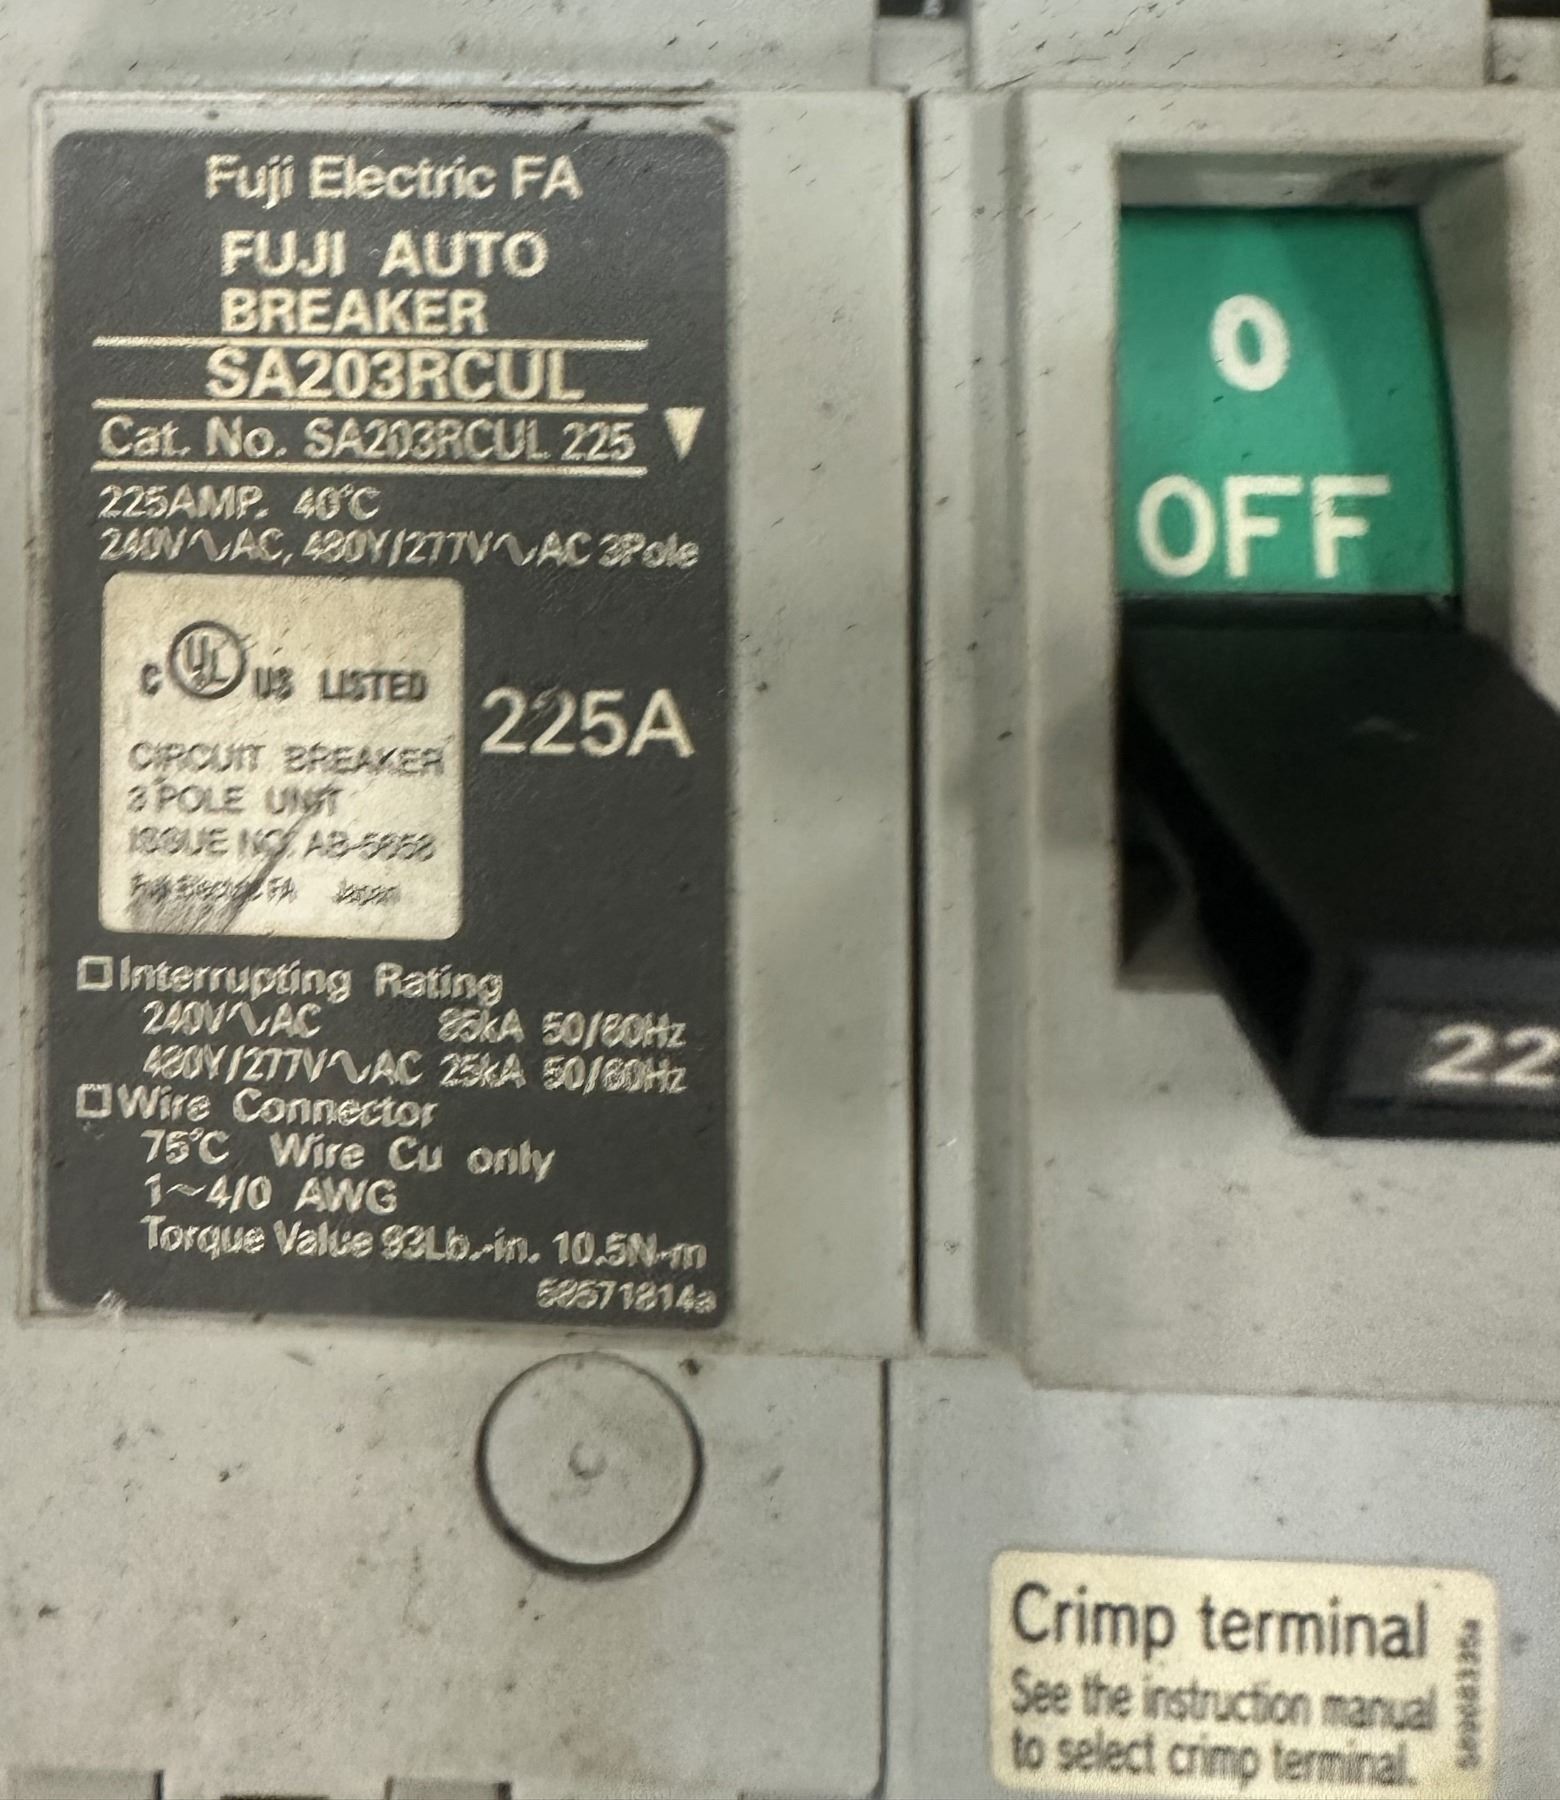 Fuji Electric FA
FUJI AUTO
BREAKER
SA203RCUL
Cat. No. SA203RCUL 225
225AMP. 40°C
240V∿AC, 480Y/277V∿AC 3Pole
C UL US LISTED
CIRCUIT BREAKER
3 POLE UNIT
ISSUE NO. AB-5858
Fuji Electric FA Japan
225A
Interrupting Rating
240V∿AC 85kA 50/60Hz
480Y/277V∿AC 25kA 50/60Hz
Wire Connector
75°C Wire Cu only
1~4/0 AWG
Torque Value 93Lb.-in. 10.5N-m
0
OFF
22
Crimp terminal
See the instruction manual
to select crimp terminal.